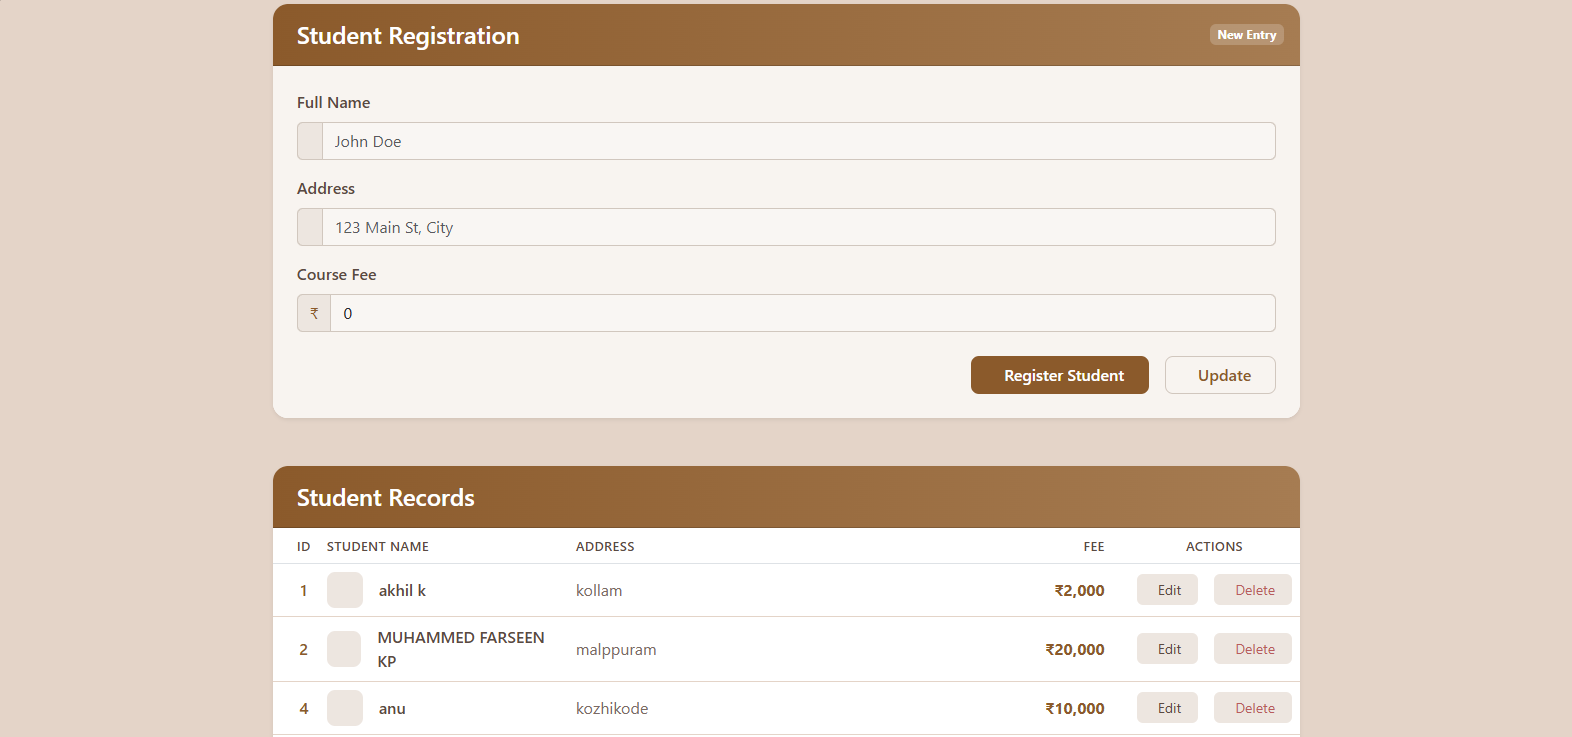 Student Registration
New Entry
Full Name
John Doe
Address
123 Main St, City
Course Fee
₹ 0
Register Student Update
Student Records
ID STUDENT NAME ADDRESS FEE ACTIONS
1 akhil k kollam ₹2,000 Edit Delete
2 MUHAMMED FARSEEN KP malppuram ₹20,000 Edit Delete
4 anu kozhikode ₹10,000 Edit Delete